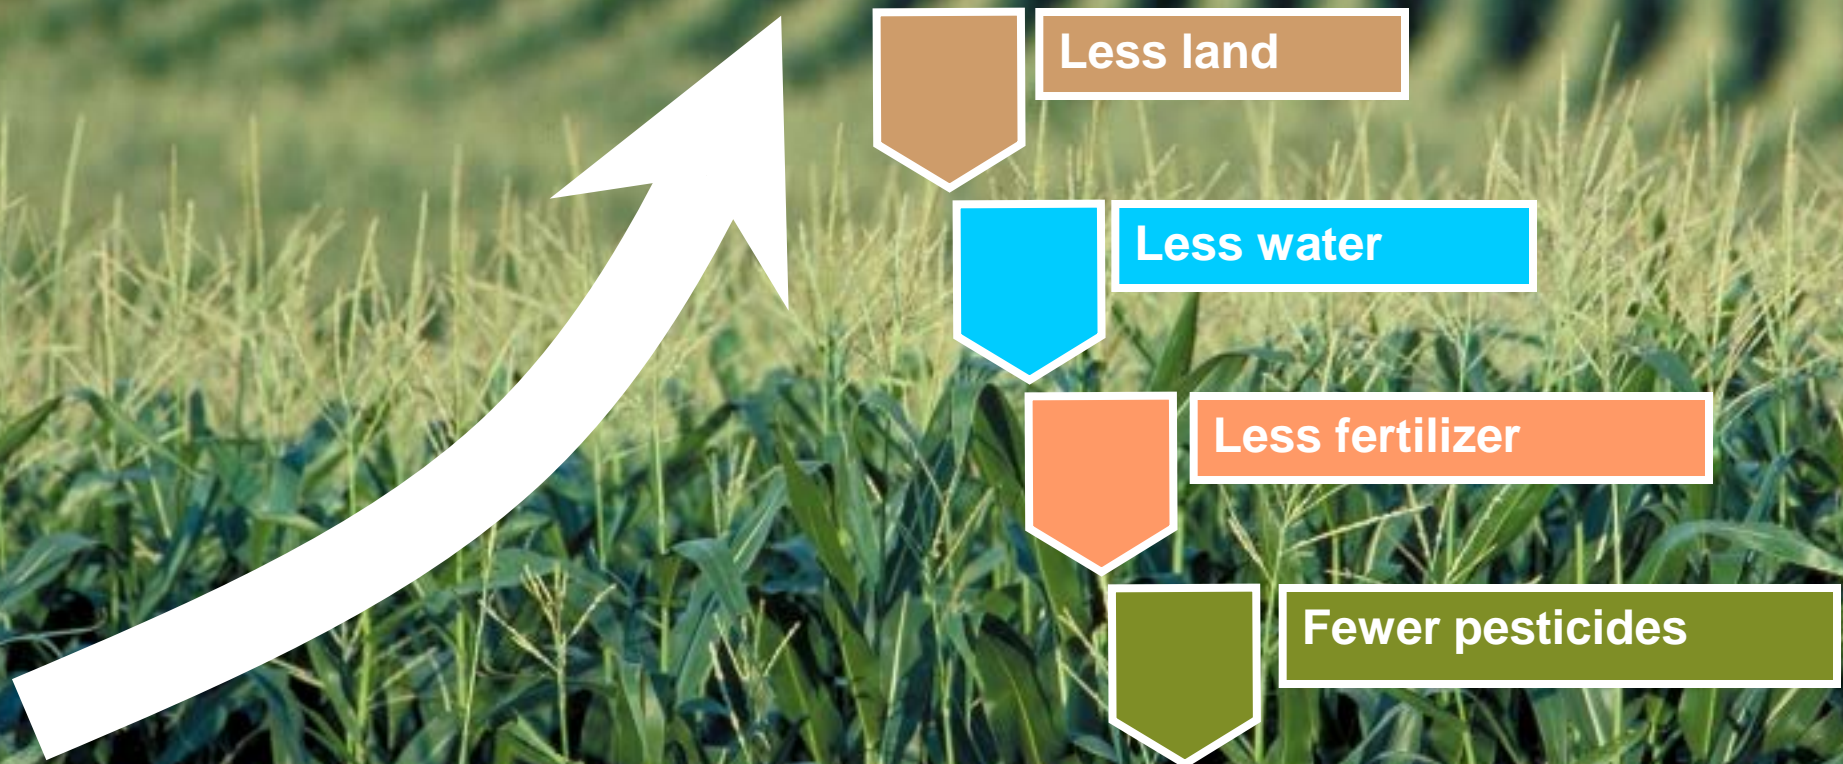 Less land
Less water
Less fertilizer
Fewer pesticides